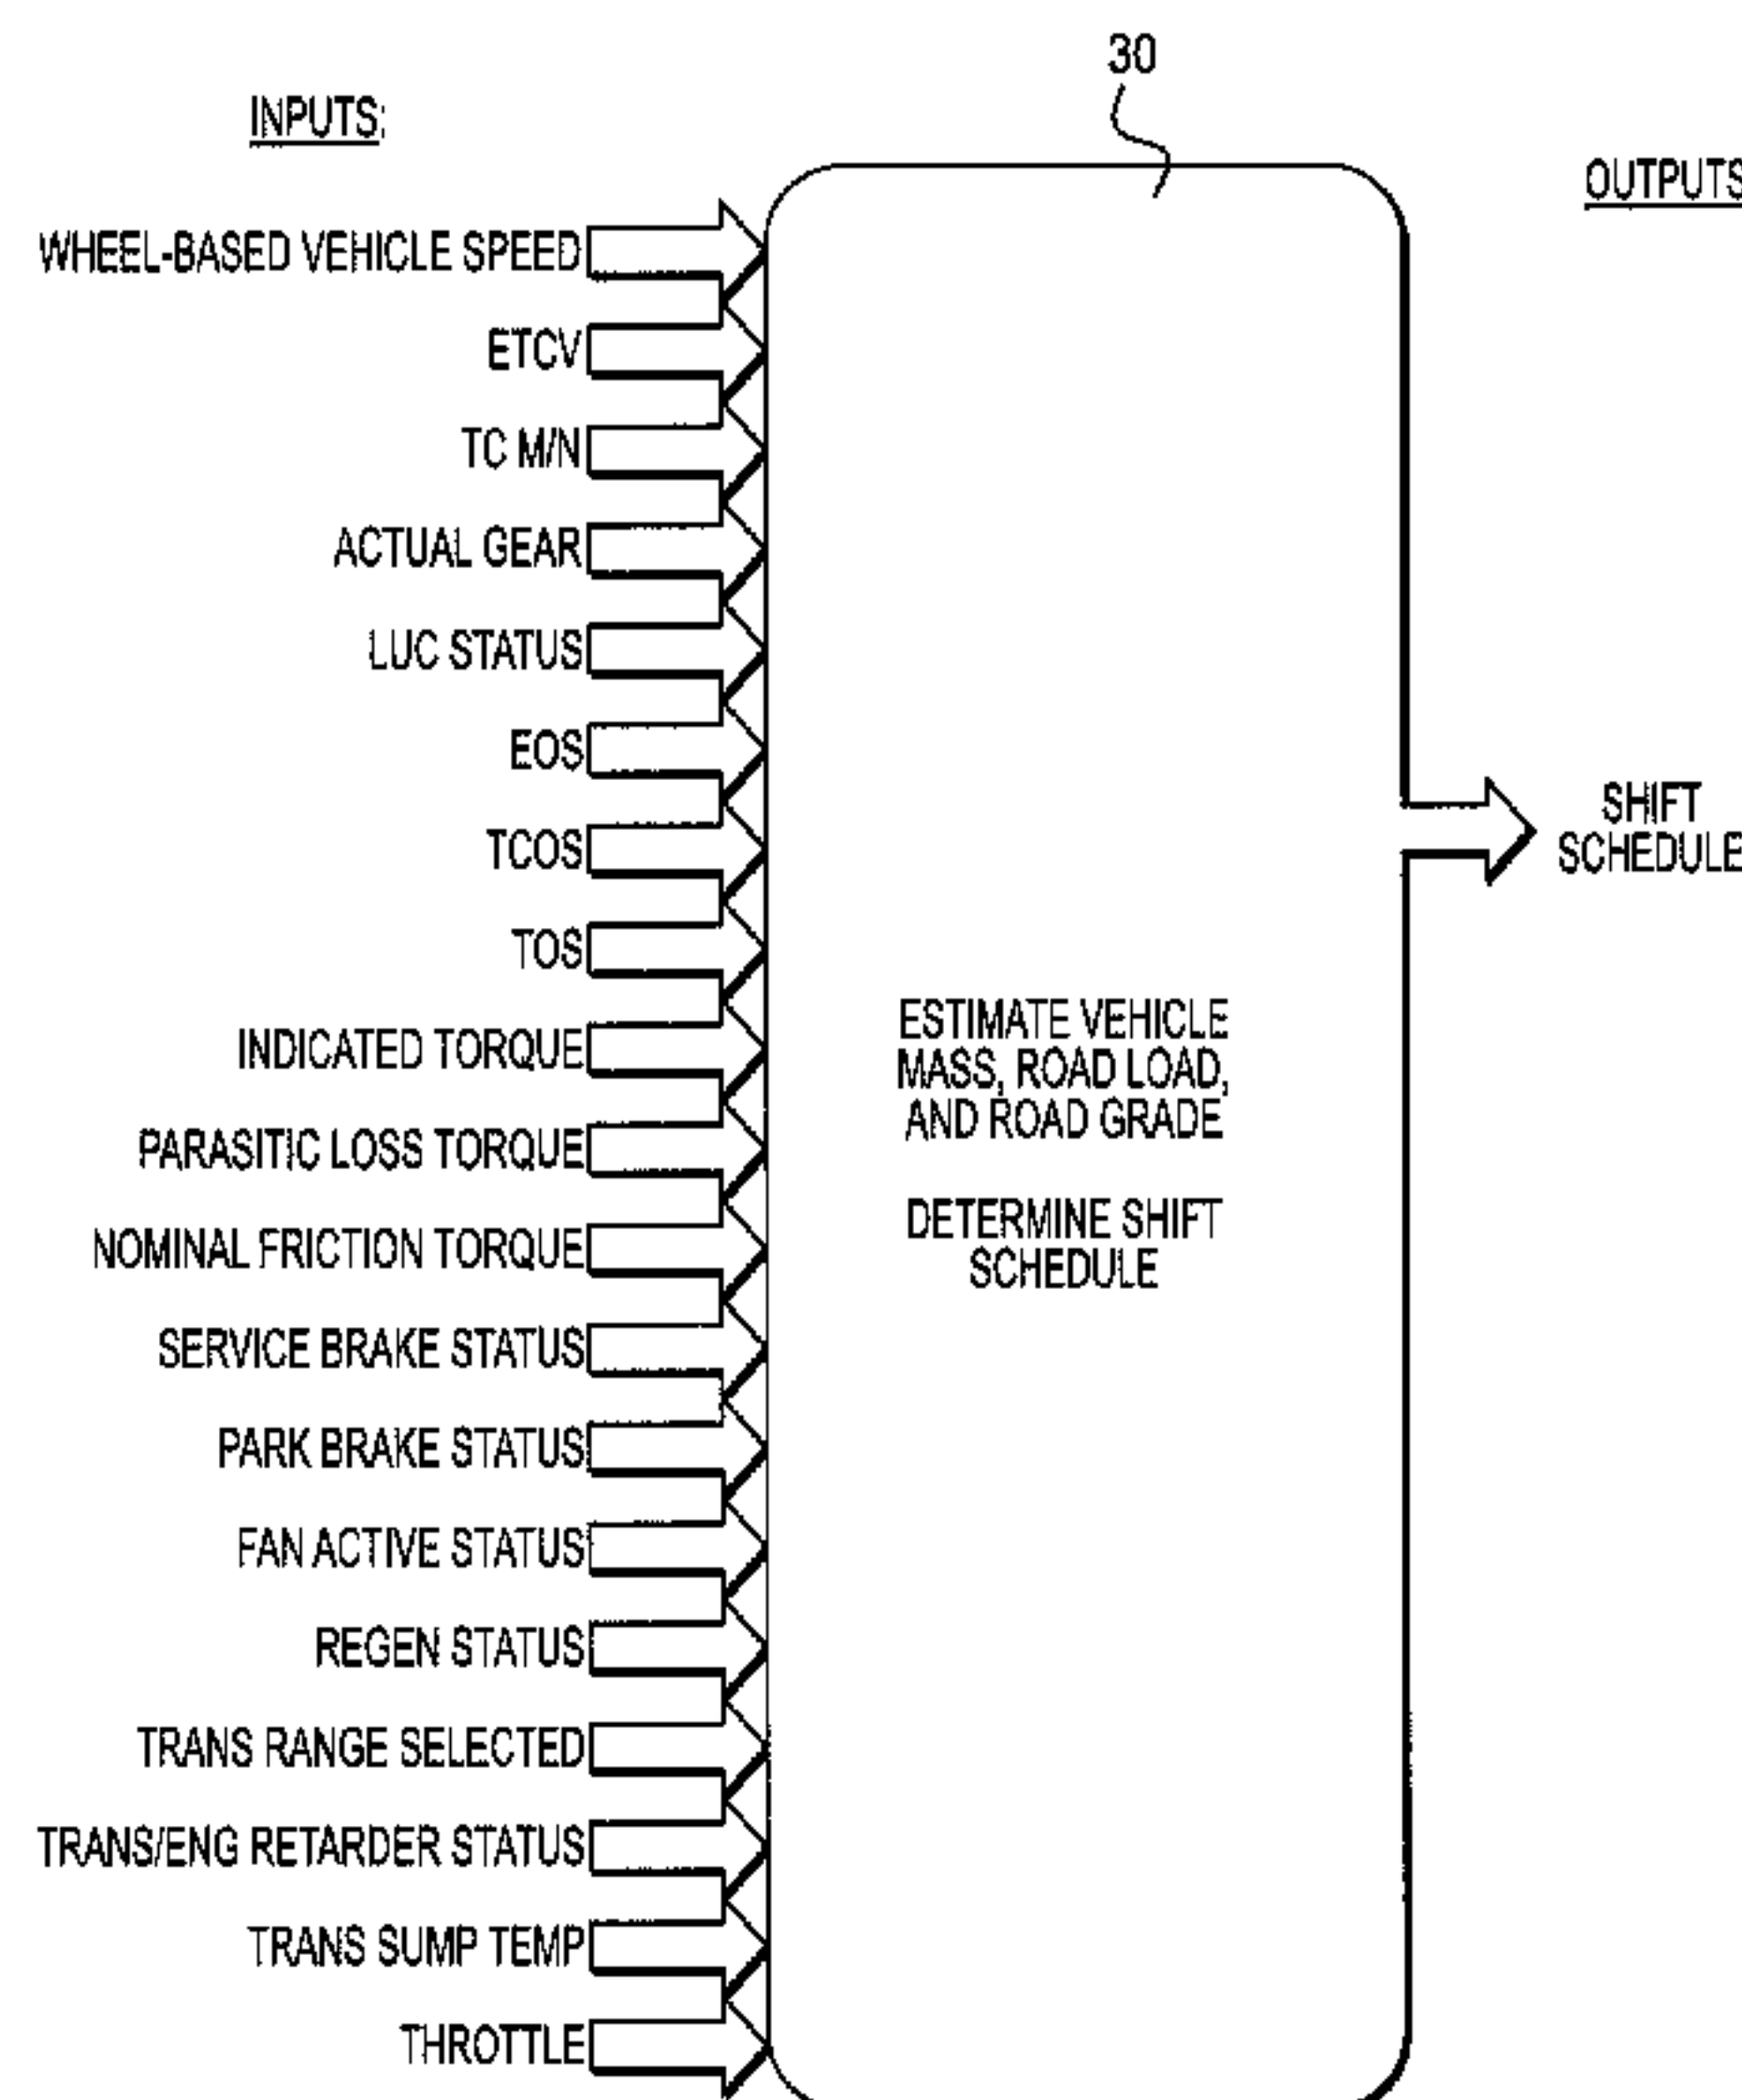 30
INPUTS:
OUTPUTS
WHEEL-BASED VEHICLE SPEED
ETCV
TC M/N
ACTUAL GEAR
LUC STATUS
EOS
TCOS
TOS
INDICATED TORQUE
PARASITIC LOSS TORQUE
NOMINAL FRICTION TORQUE
SERVICE BRAKE STATUS
PARK BRAKE STATUS
FAN ACTIVE STATUS
REGEN STATUS
TRANS RANGE SELECTED
TRANS/ENG RETARDER STATUS
TRANS SUMP TEMP
THROTTLE
ESTIMATE VEHICLE
MASS, ROAD LOAD,
AND ROAD GRADE
DETERMINE SHIFT
SCHEDULE
SHIFT
SCHEDULE